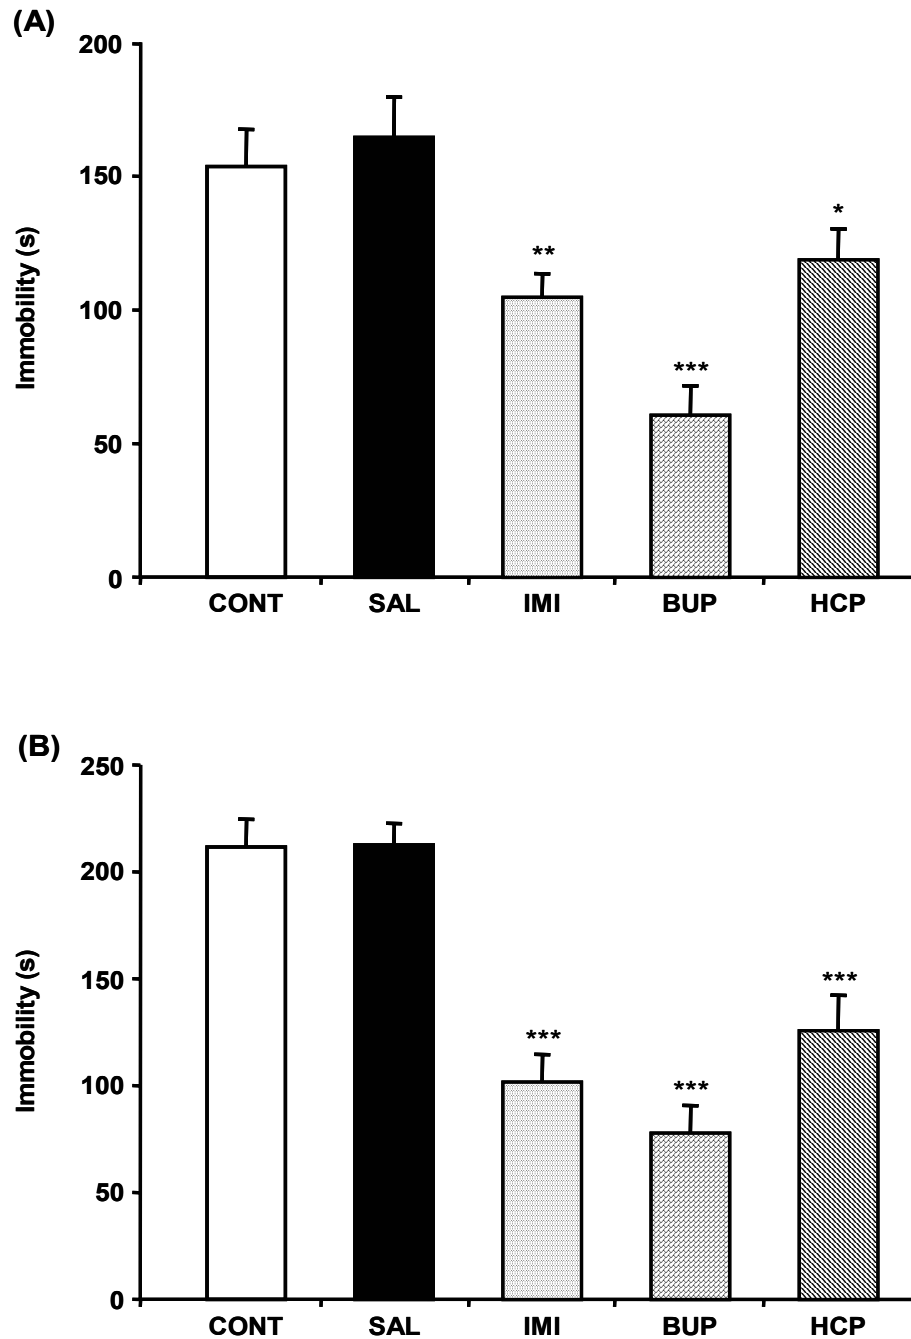 (A)
200
150
100
50
0
Immobility (s)
**
***
*
CONT SAL IMI BUP HCP
(B)
250
200
150
100
50
0
Immobility (s)
***
***
***
CONT SAL IMI BUP HCP